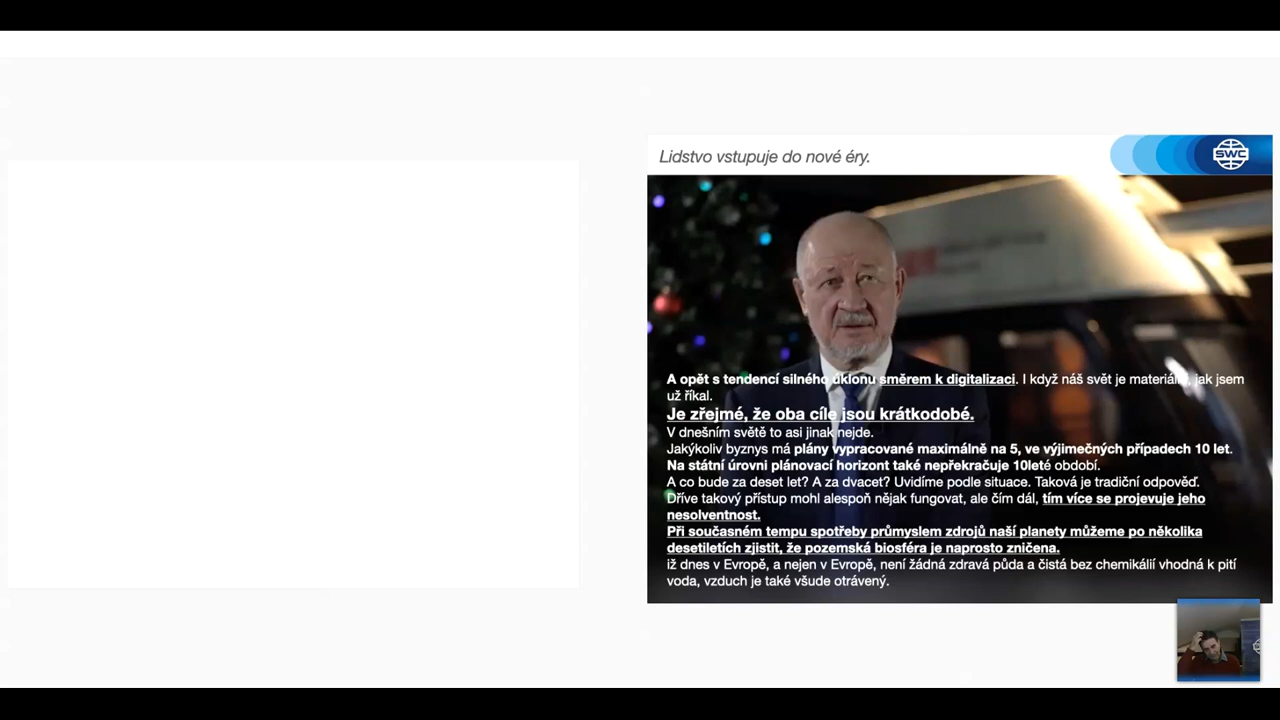 Lidstvo vstupuje do nové éry.
SWC
A opět s tendencí silného úklonu směrem k digitalizaci. I když náš svět je materiální, jak jsem
už říkal.
Je zřejmé, že oba cíle jsou krátkodobé.
V dnešním světě to asi jinak nejde.
Jakýkoliv byznys má plány vypracované maximálně na 5, ve výjimečných případech 10 let.
Na státní úrovni plánovací horizont také nepřekračuje 10leté období.
A co bude za deset let? A za dvacet? Uvidíme podle situace. Taková je tradiční odpověď.
Dříve takový přístup mohl alespoň nějak fungovat, ale čím dál, tím více se projevuje jeho
nesolventnost.
Při současném tempu spotřeby průmyslem zdrojů naší planety můžeme po několika
desetiletích zjistit, že pozemská biosféra je naprosto zničena.
iž dnes v Evropě, a nejen v Evropě, není žádná zdravá půda a čistá bez chemikálií vhodná k pití
voda, vzduch je také všude otrávený.